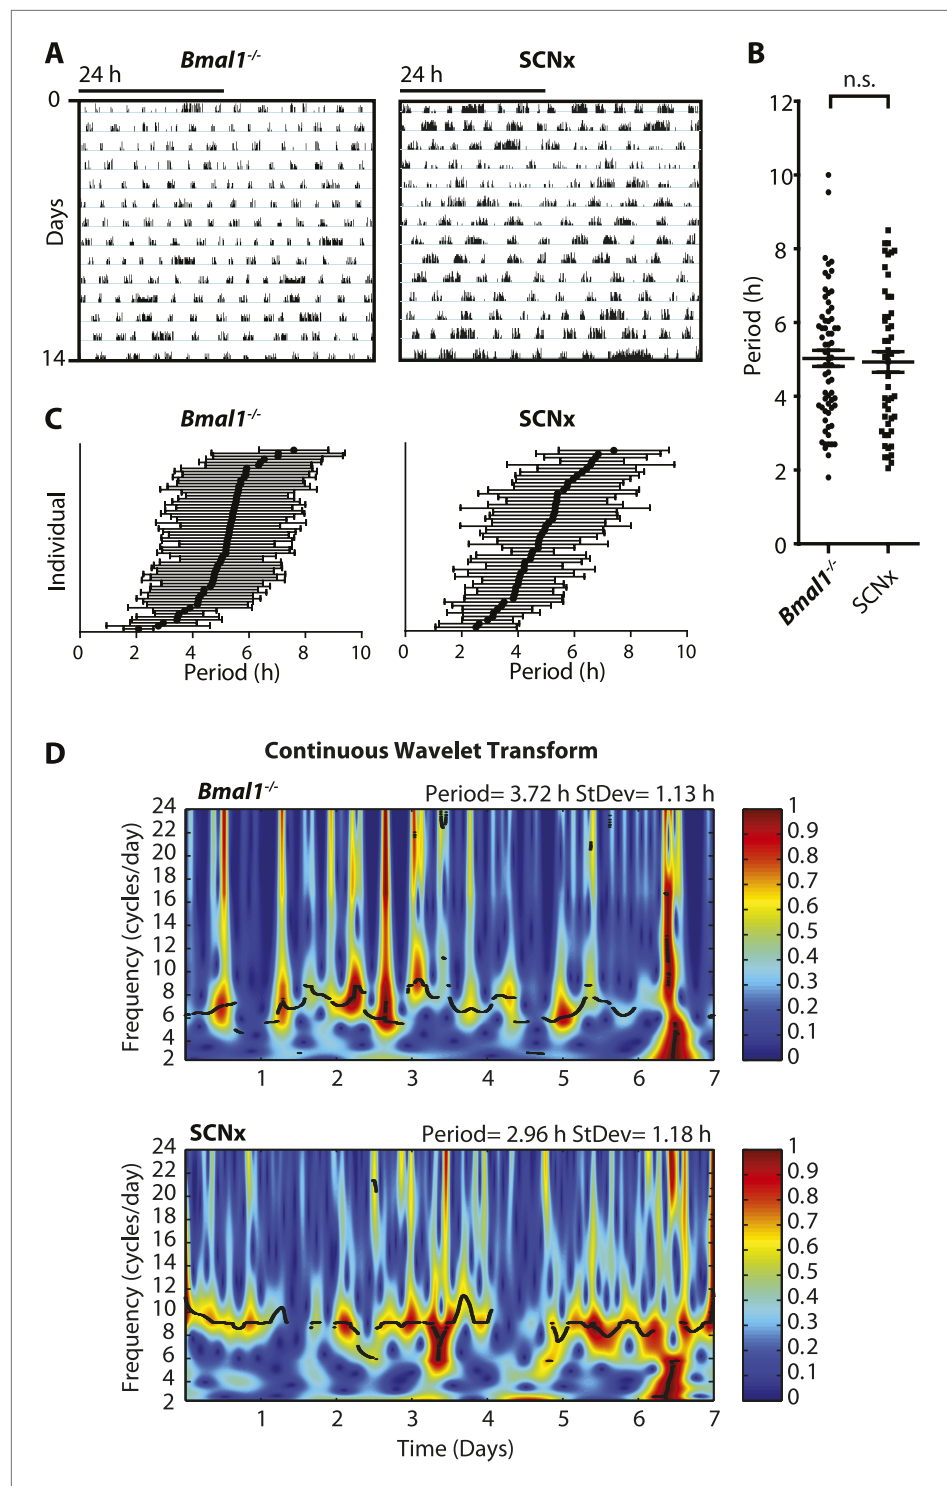 A
Bmal1-/-
SCNx
24 h
24 h
0
Days
14
B
n.s.
12
10
8
6
4
2
0
Period (h)
Bmal1-/-
SCNx
C
Bmal1-/-
SCNx
Individual
0 2 4 6 8 10
Period (h)
0 2 4 6 8 10
Period (h)
D
Continuous Wavelet Transform
Bmal1-/-
Period= 3.72 h StDev= 1.13 h
Frequency (cycles/day)
24
22
20
18
16
14
12
10
8
6
4
2
1 2 3 4 5 6 7
1
0.9
0.8
0.7
0.6
0.5
0.4
0.3
0.2
0.1
0
SCNx
Period= 2.96 h StDev= 1.18 h
Frequency (cycles/day)
24
22
20
18
16
14
12
10
8
6
4
2
1 2 3 4 5 6 7
Time (Days)
1
0.9
0.8
0.7
0.6
0.5
0.4
0.3
0.2
0.1
0